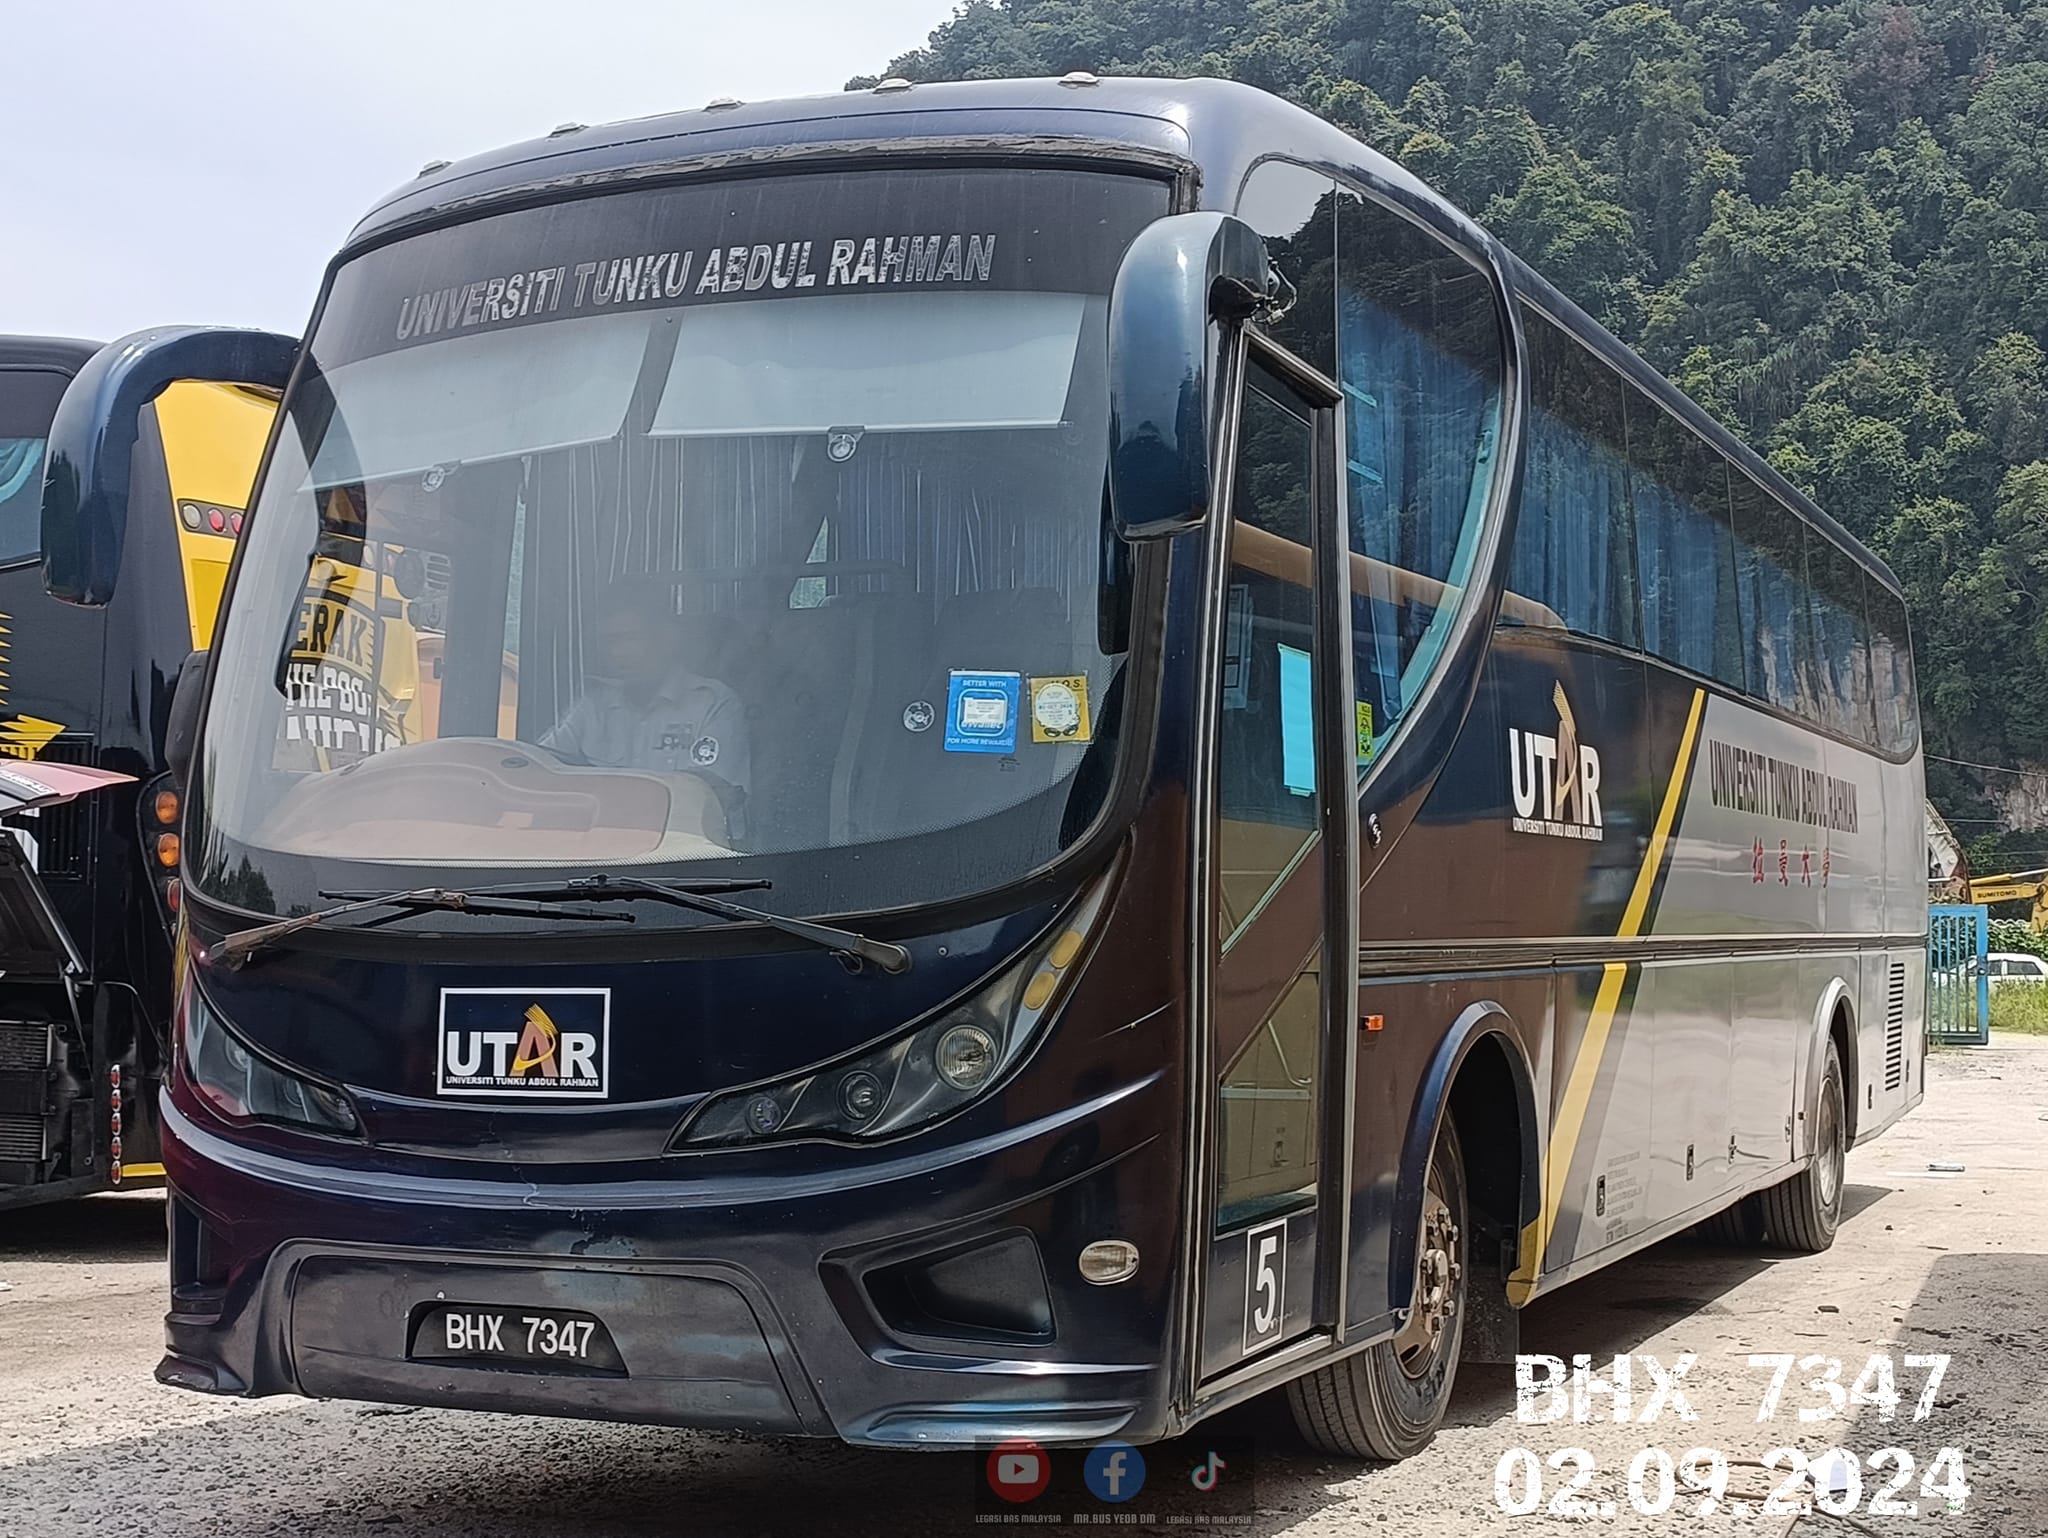 UNIVERSITI TUNKU ABDUL RAHMAN
ERAK
BETTER WITH
FOR MORE REWARDS!
UTAR
UNIVERSITI TUNKU ABDUL RAHMAN
UTAR
UNIVERSITI TUNKU ABDUL RAHMAN
UNIVERSITI TUNKU ABDUL RAHMAN
拉曼大學
SUMITOMO
5
BHX 7347
BHX 7347
02.09.2024
LEGASI BAS MALAYSIA
MR.BUS YEOB DM
LEGASI BAS MALAYSIA